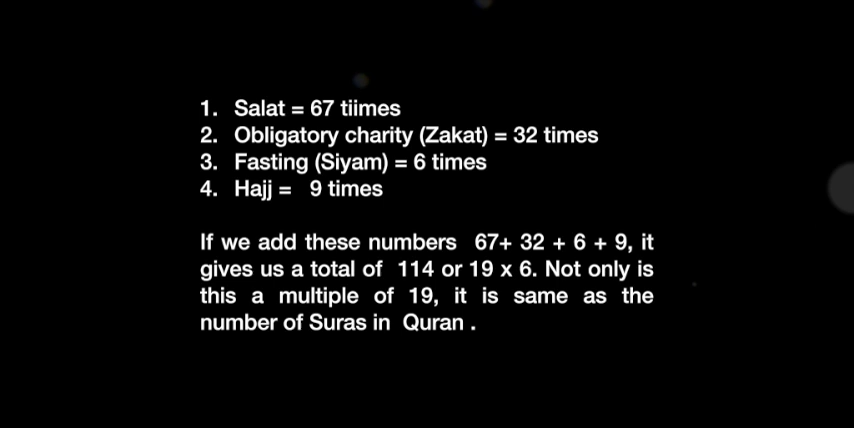 1. Salat = 67 tiimes
2. Obligatory charity (Zakat) = 32 times
3. Fasting (Siyam) = 6 times
4. Hajj = 9 times
If we add these numbers 67+ 32 + 6 + 9, it
gives us a total of 114 or 19 x 6. Not only is
this a multiple of 19, it is same as the
number of Suras in Quran .